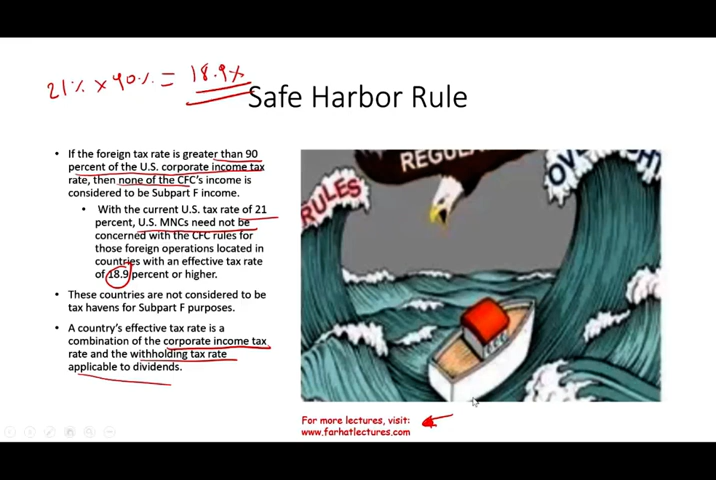 21% × 90% = 18.9%
Safe Harbor Rule
• If the foreign tax rate is greater than 90
percent of the U.S. corporate income tax
rate, then none of the CFC's income is
considered to be Subpart F income.
• With the current U.S. tax rate of 21
percent, U.S. MNCs need not be
concerned with the CFC rules for
those foreign operations located in
countries with an effective tax rate
of 18.9 percent or higher.
• These countries are not considered to be
tax havens for Subpart F purposes.
• A country's effective tax rate is a
combination of the corporate income tax
rate and the withholding tax rate
applicable to dividends.
RULES
For more lectures, visit:
www.farhatlectures.com